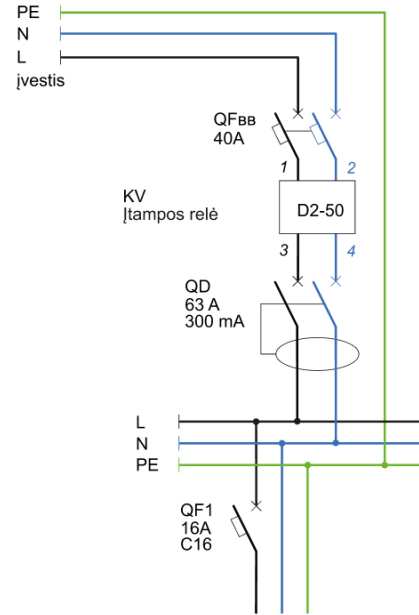 PE
N
L
įvestis
QFвв
40A
1
2
KV
Įtampos relė
D2-50
3
4
QD
63 A
300 mA
L
N
PE
QF1
16A
C16